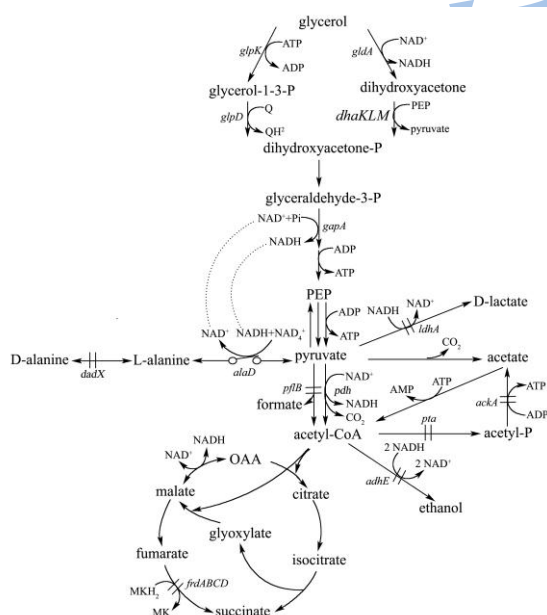 glycerol
glpK ATP ADP gldA NAD⁺ NADH
glycerol-1-3-P dihydroxyacetone
glpD Q QH² dhaKLM PEP pyruvate
dihydroxyacetone-P
glyceraldehyde-3-P
NAD⁺+Pi gapA
NADH
ADP
ATP
PEP
ADP
ATP
NADH NAD⁺ ldhA D-lactate
NAD⁺ NADH+NAD₄⁺
D-alanine dadX L-alanine alaD pyruvate CO₂ acetate
pflB pdh NAD⁺
NADH
CO₂
formate
AMP ATP
ackA ATP
ADP
acetyl-CoA pta acetyl-P
2 NADH
2 NAD⁺
adhE
ethanol
NADH
NAD⁺ OAA
malate citrate
glyoxylate
fumarate isocitrate
MKH₂ frdABCD
MK succinate